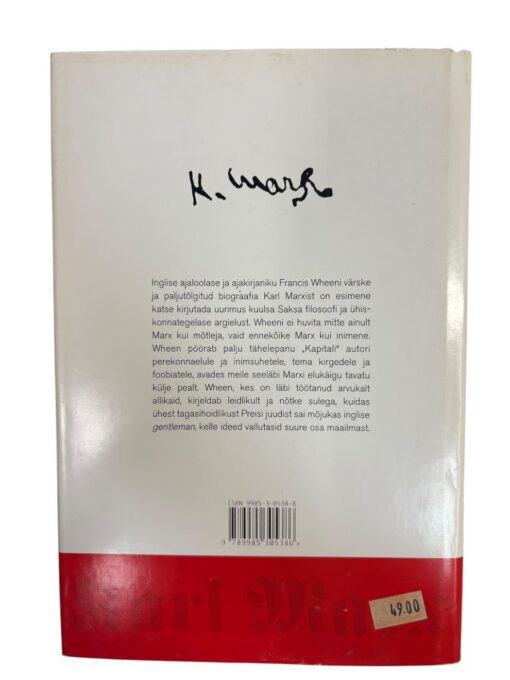 K. Marx
Inglise ajaloolase ja ajakirjaniku Francis Wheeni värske
ja paljutõlgitud biograafia Karl Marxist on esimene
katse kirjutada uurimus kuulsa Saksa filosoofi ja ühis-
konnategelase argielust. Wheeni ei huvita mitte ainult
Marx kui mõtleja, vaid ennekõike Marx kui inimene.
Wheen pöörab palju tähelepanu „Kapitali“ autori
perekonnaelule ja inimsuhetele, tema kirgedele ja
foobiatele, avades meile seeläbi Marxi elukäigu tavatu
külje pealt. Wheen, kes on läbi töötanud arvukalt
allikaid, kirjeldab leidlikult ja nõtke sulega, kuidas
ühest tagasihoidlikust Preisi juudist sai mõjukas inglise
gentleman, kelle ideed vallutasid suure osa maailmast.
ISBN 9985-3-0538-8
9 789985 305386>
Karl Marx
49.00